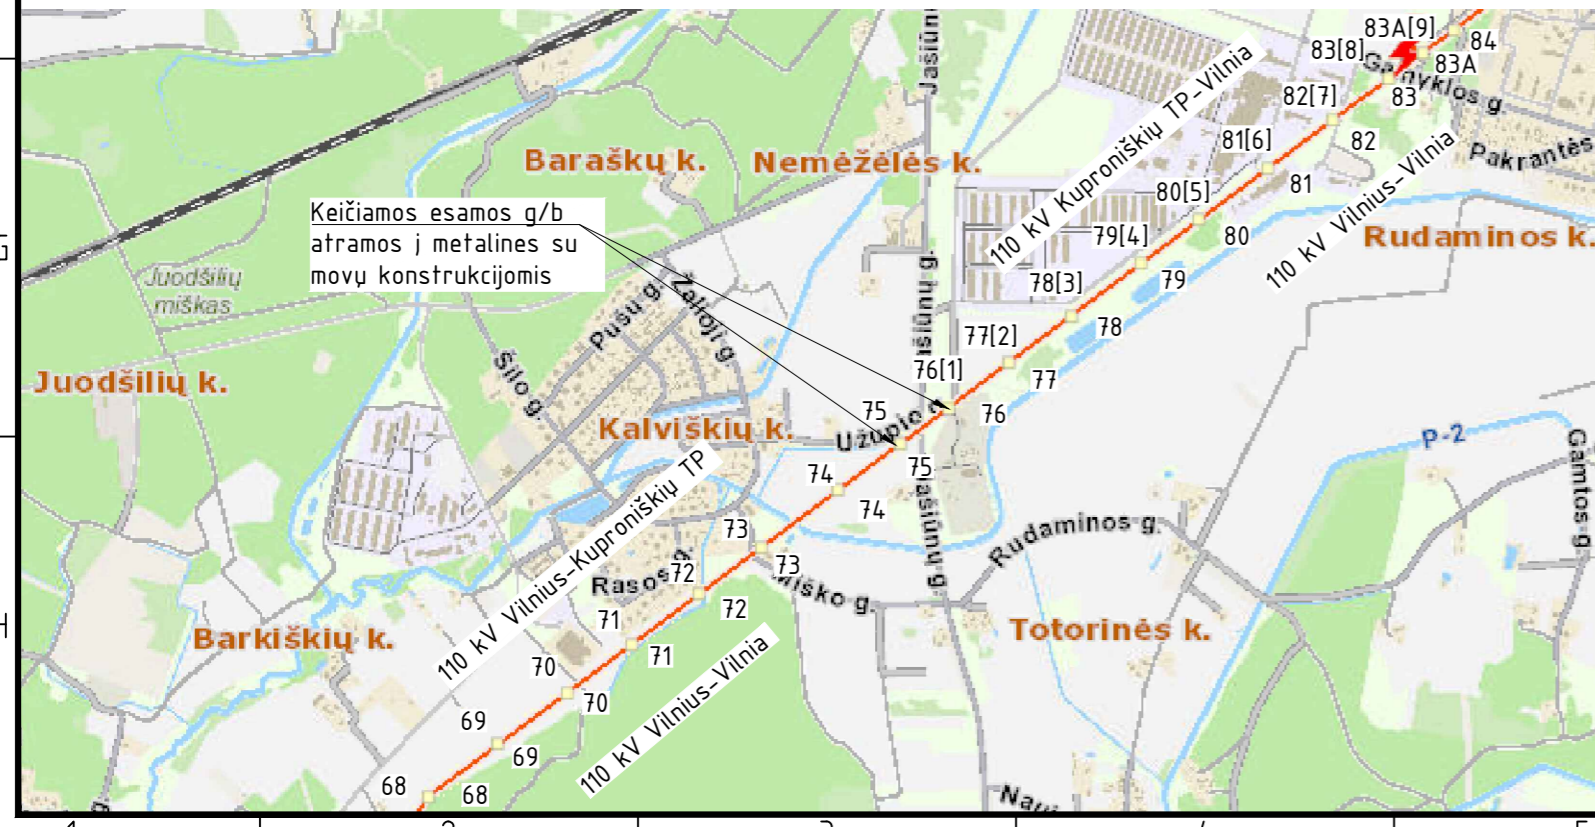 83A[9]
84
83[8]
83A
Gamyklos g.
83
82[7]
82
Pakrantės
81[6]
81
80[5]
80
79[4]
79
78[3]
78
77[2]
77
76[1]
76
110 kV Kuproniškių TP-Vilnia
110 kV Vilnius-Vilnia
Rudaminos k.
Jašiūnų g.
Baraškų k.
Nemėžėlės k.
Keičiamos esamos g/b
atramos į metalines su
movų konstrukcijomis
Juodšilių
miškas
Pušų g.
Žalioji g.
Šilo g.
Juodšilių k.
Kalviškių k.
Užupio g.
75
75
74
74
73
73
72
72
71
71
70
70
69
69
68
68
P-2
Gamtos g.
Jašiūnų g.
Rudaminos g.
Rasos g.
Miško g.
Totorinės k.
Barkiškių k.
110 kV Vilnius-Kuproniškių TP
110 kV Vilnius-Vilnia
G
H
g.